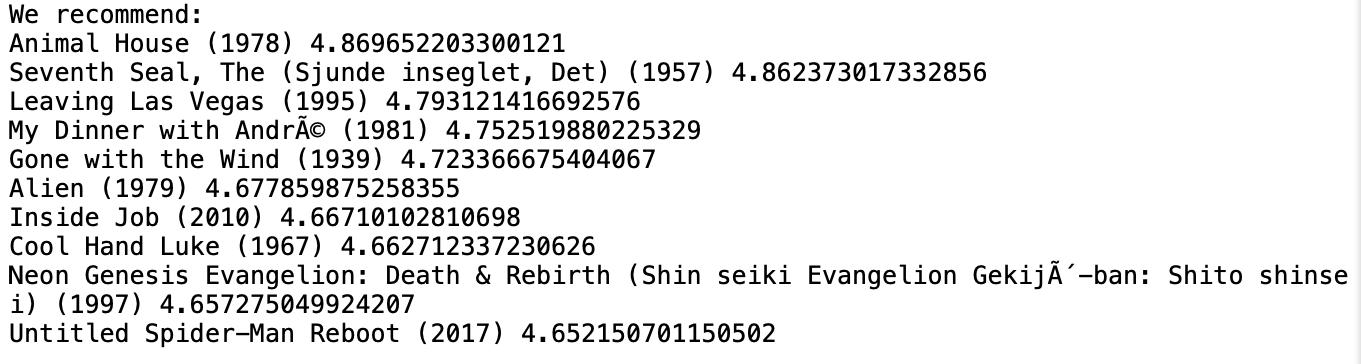 We recommend:
Animal House (1978) 4.869652203300121
Seventh Seal, The (Sjunde inseglet, Det) (1957) 4.862373017332856
Leaving Las Vegas (1995) 4.793121416692576
My Dinner with AndrÃ© (1981) 4.752519880225329
Gone with the Wind (1939) 4.723366675404067
Alien (1979) 4.677859875258355
Inside Job (2010) 4.66710102810698
Cool Hand Luke (1967) 4.662712337230626
Neon Genesis Evangelion: Death & Rebirth (Shin seiki Evangelion GekijÃ´-ban: Shito shinse
i) (1997) 4.657275049924207
Untitled Spider-Man Reboot (2017) 4.652150701150502